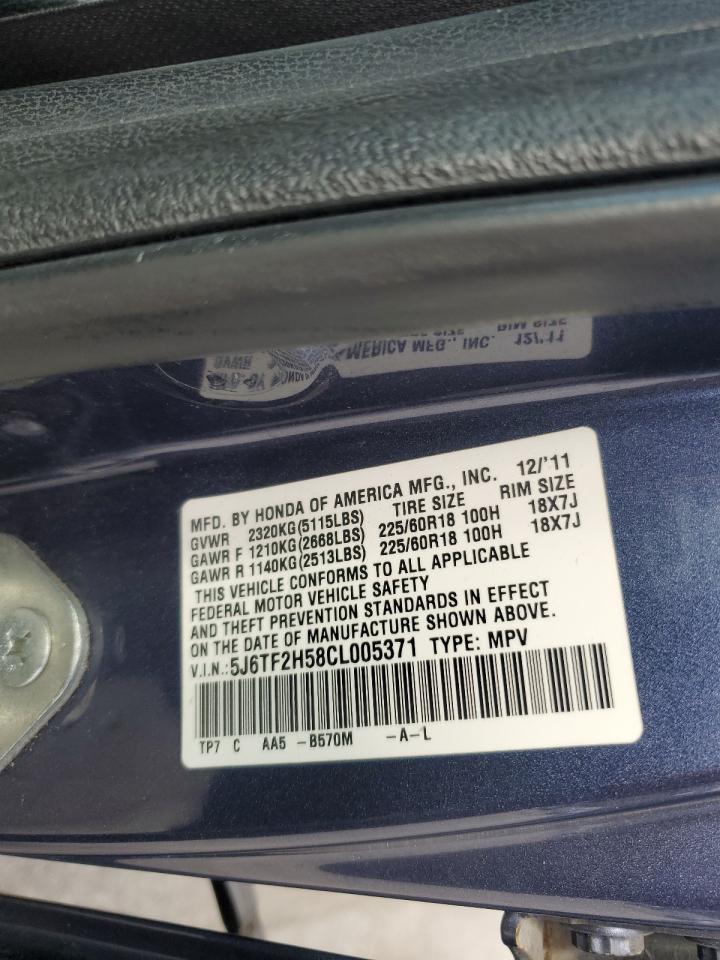 MFD. BY HONDA OF AMERICA MFG., INC. 12/'11
GVWR 2320KG(5115LBS) TIRE SIZE RIM SIZE
GAWR F 1210KG(2668LBS) 225/60R18 100H 18X7J
GAWR R 1140KG(2513LBS) 225/60R18 100H 18X7J
THIS VEHICLE CONFORMS TO ALL APPLICABLE
FEDERAL MOTOR VEHICLE SAFETY
AND THEFT PREVENTION STANDARDS IN EFFECT
ON THE DATE OF MANUFACTURE SHOWN ABOVE.
V.I.N.:5J6TF2H58CL005371 TYPE: MPV
TP7 C AA5 -B570M -A-L